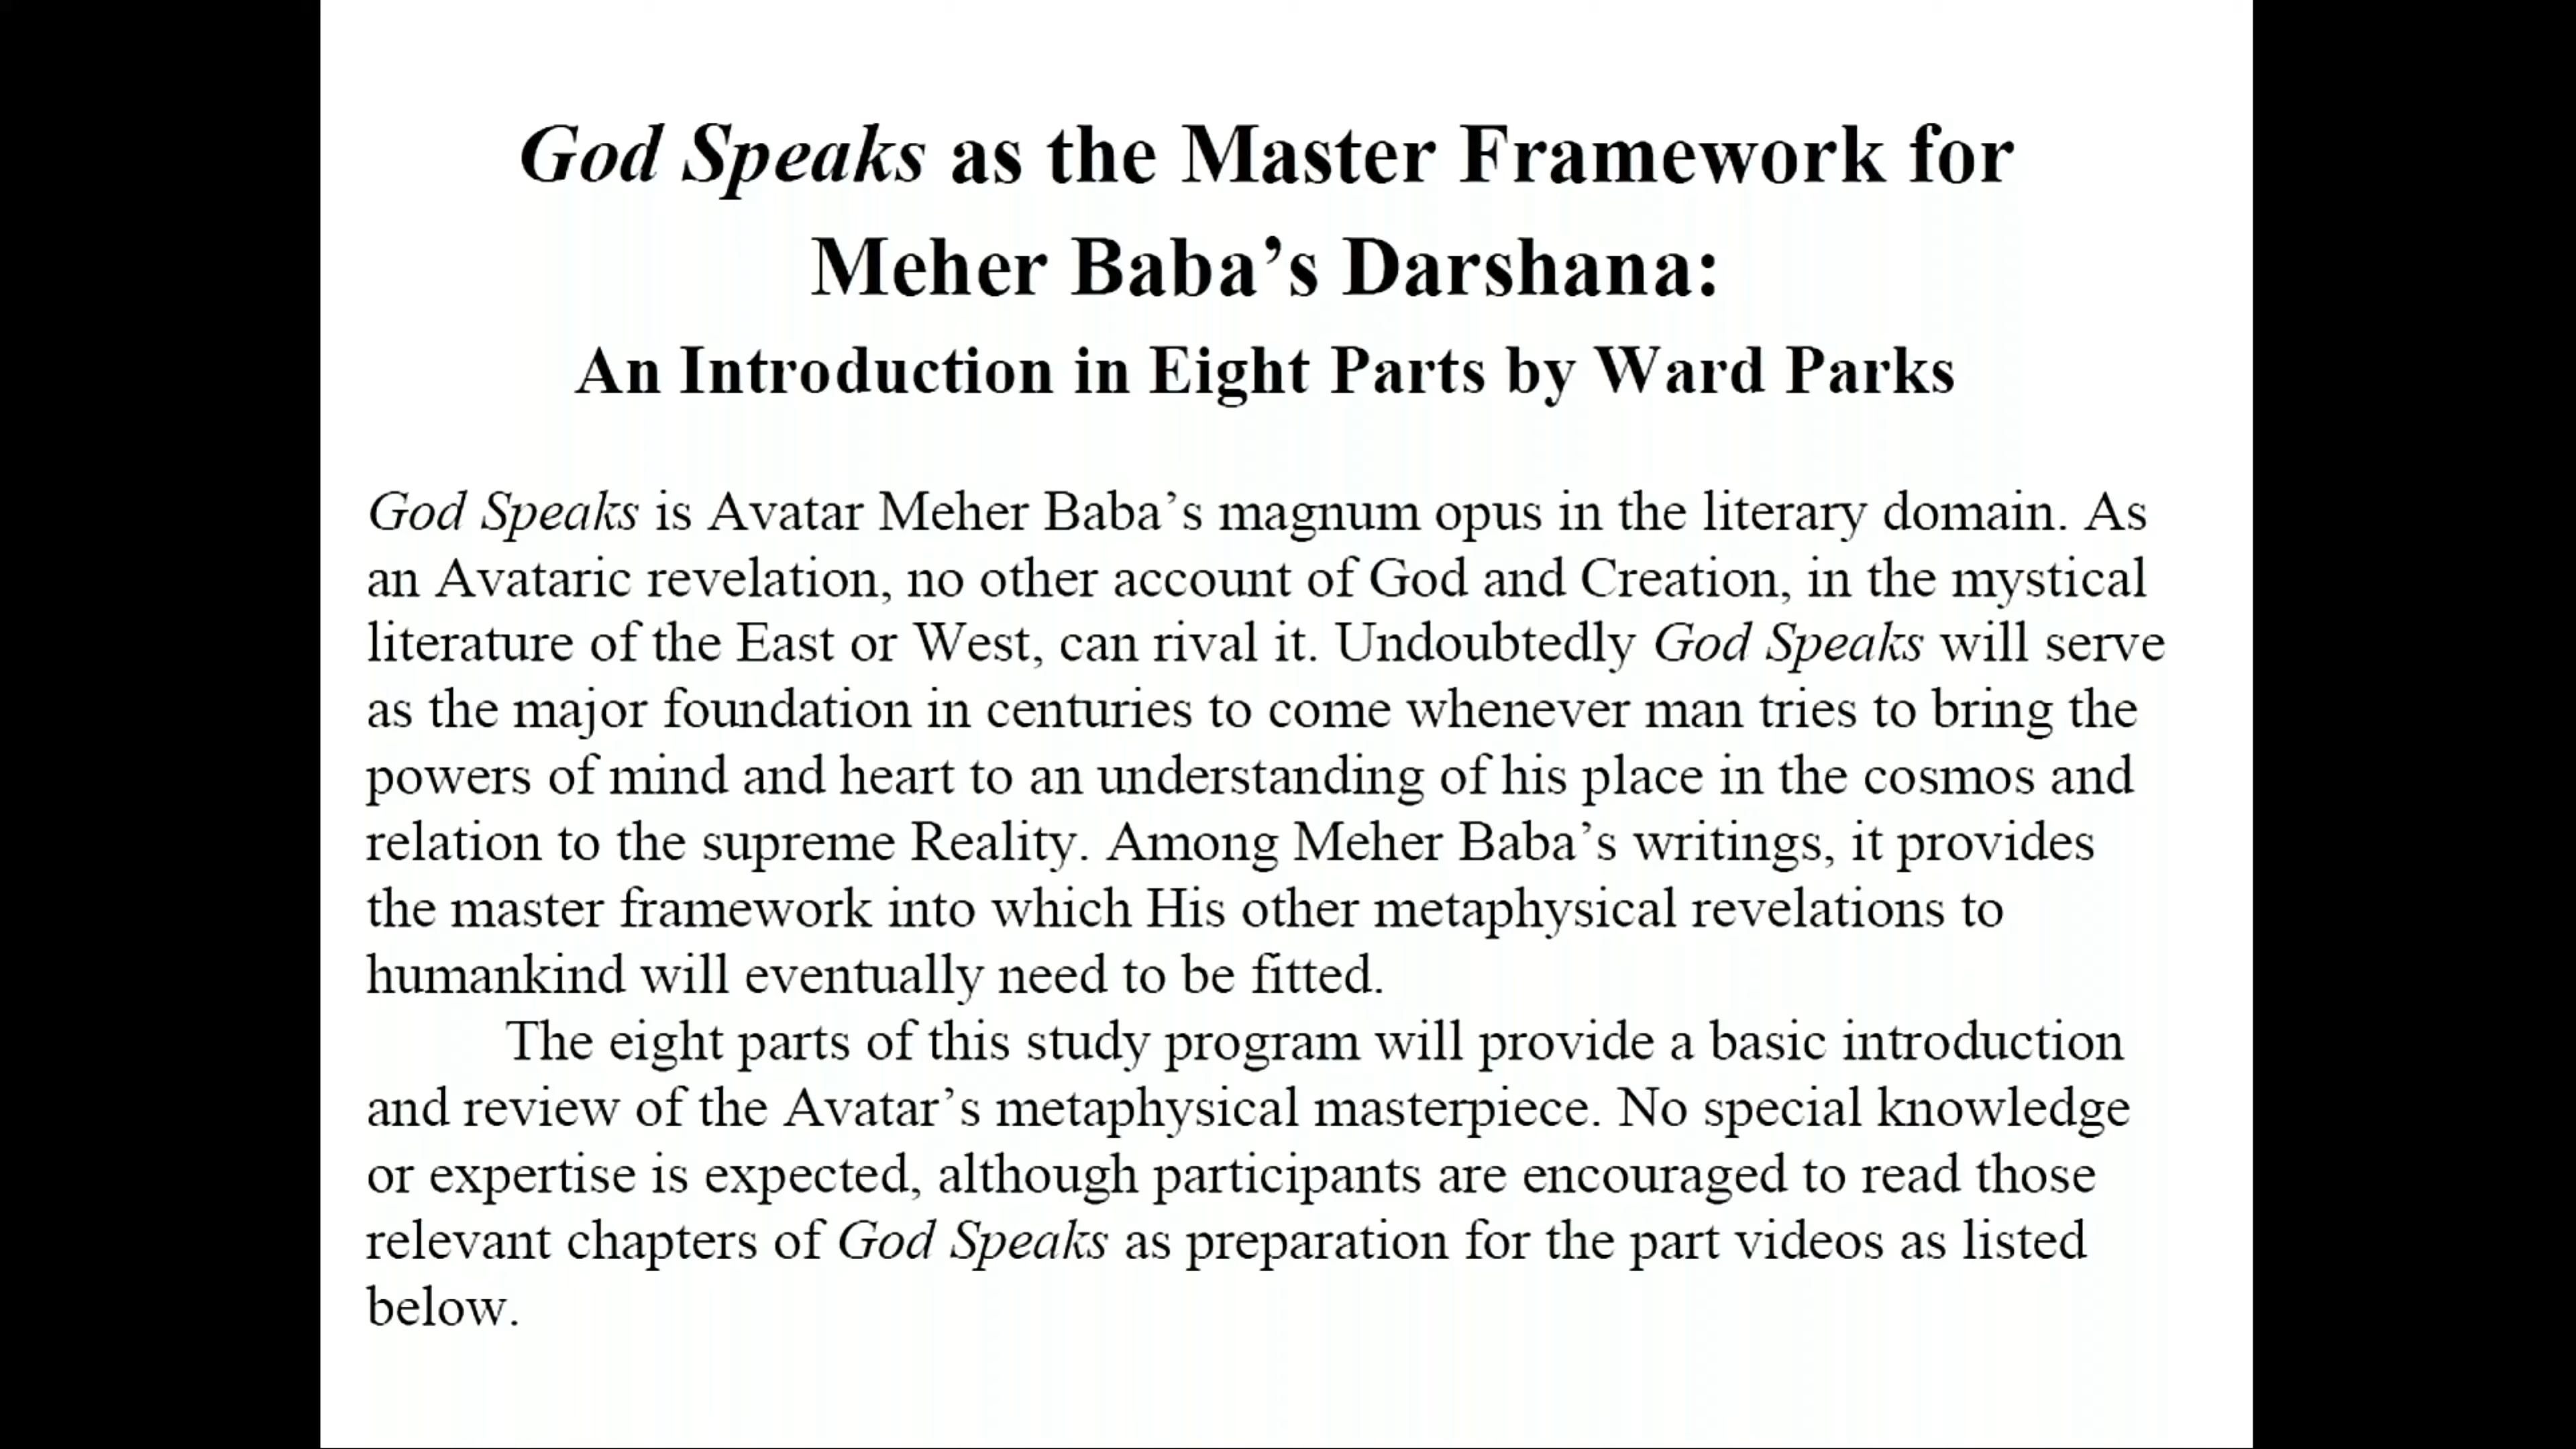 God Speaks as the Master Framework for
Meher Baba’s Darshana:
An Introduction in Eight Parts by Ward Parks
God Speaks is Avatar Meher Baba’s magnum opus in the literary domain. As
an Avataric revelation, no other account of God and Creation, in the mystical
literature of the East or West, can rival it. Undoubtedly God Speaks will serve
as the major foundation in centuries to come whenever man tries to bring the
powers of mind and heart to an understanding of his place in the cosmos and
relation to the supreme Reality. Among Meher Baba’s writings, it provides
the master framework into which His other metaphysical revelations to
humankind will eventually need to be fitted.
The eight parts of this study program will provide a basic introduction
and review of the Avatar’s metaphysical masterpiece. No special knowledge
or expertise is expected, although participants are encouraged to read those
relevant chapters of God Speaks as preparation for the part videos as listed
below.